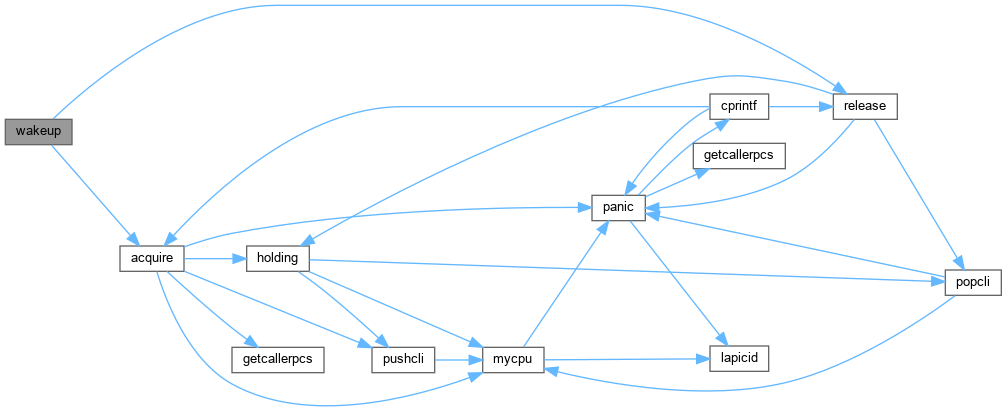 wakeup
acquire
holding
getcallerpcs
pushcli
mycpu
panic
cprintf
getcallerpcs
lapicid
release
popcli